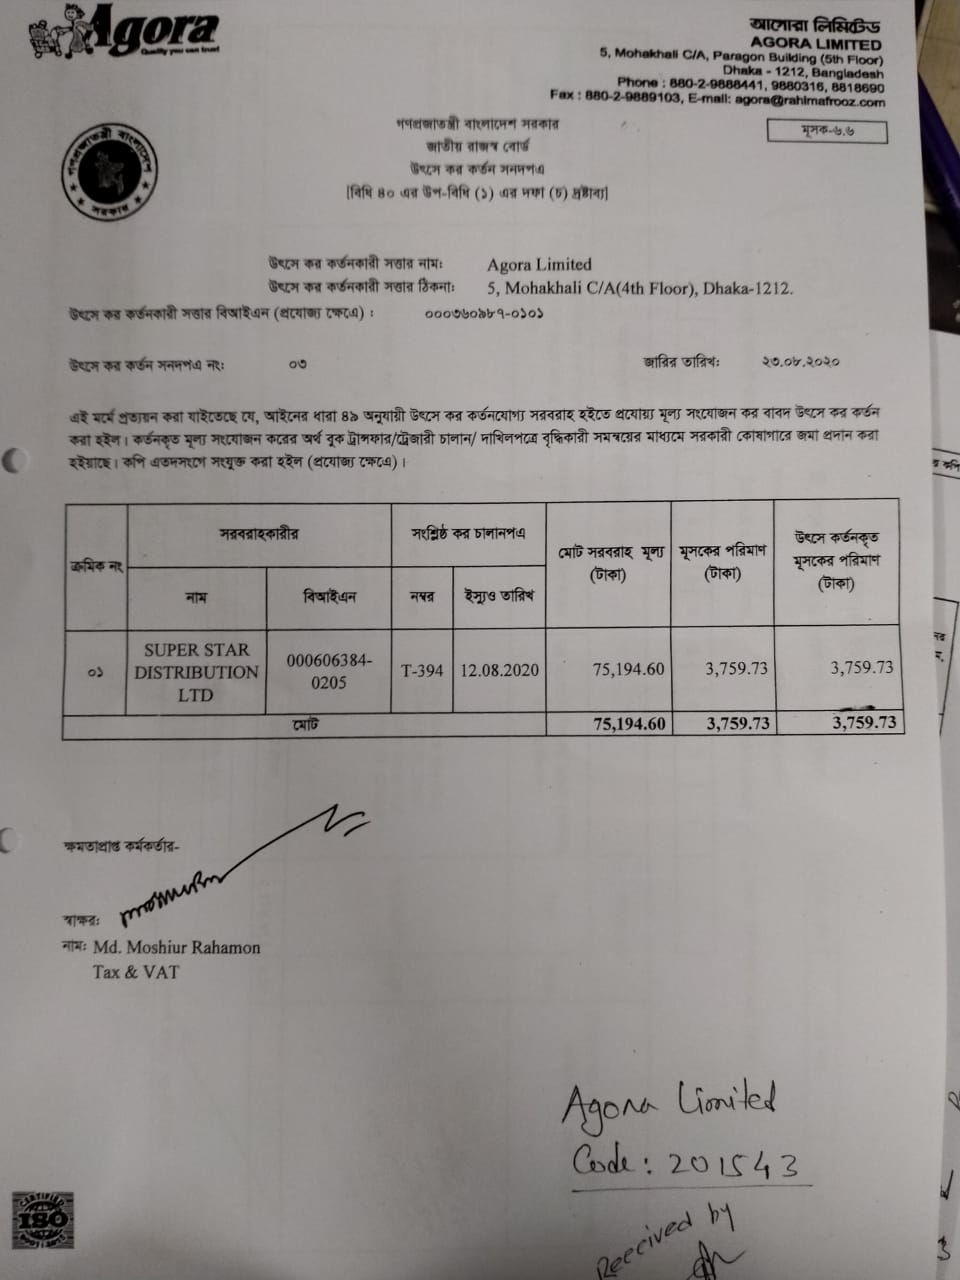 Agora
Quality you can trust
আগোরা লিমিটেড
AGORA LIMITED
5, Mohakhali C/A, Paragon Building (5th Floor)
Dhaka - 1212, Bangladesh
Phone : 880-2-9888441, 9880316, 8818690
Fax : 880-2-9889103, E-mail: agora@rahimafrooz.com
গণপ্রজাতন্ত্রী বাংলাদেশ সরকার
মূসক-৬.৬
জাতীয় রাজস্ব বোর্ড
উৎসে কর কর্তন সনদপত্র
[বিধি ৪০ এর উপ-বিধি (১) এর দফা (চ) দ্রষ্টাব্য]
গণপ্রজাতন্ত্রী বাংলাদেশ
সরকার
উৎসে কর কর্তনকারী সত্তার নাম: Agora Limited
উৎসে কর কর্তনকারী সত্তার ঠিকনা: 5, Mohakhali C/A(4th Floor), Dhaka-1212.
উৎসে কর কর্তনকারী সত্তার বিআইএন (প্রযোজ্য ক্ষেত্রে) : ০০০৩৬০৯৮৭-০১০১
উৎসে কর কর্তন সনদপত্র নং: ০৩ জারির তারিখ: ২৩.০৮.২০২০
এই মর্মে প্রত্যয়ন করা যাইতেছে যে, আইনের ধারা ৪৯ অনুযায়ী উৎসে কর কর্তনযোগ্য সরবরাহ হইতে প্রযোয্য মূল্য সংযোজন কর বাবদ উৎসে কর কর্তন
করা হইল। কর্তনকৃত মূল্য সংযোজন করের অর্থ বুক ট্রান্সফার/ট্রেজারী চালান/ দাখিলপত্রে বৃদ্ধিকারী সমন্বয়ের মাধ্যমে সরকারী কোষাগারে জমা প্রদান করা
হইয়াছে। কপি এতদসংগে সংযুক্ত করা হইল (প্রযোজ্য ক্ষেত্রে)।
ক্রমিক নং
সরবরাহকারীর
সংশ্লিষ্ঠ কর চালানপত্র
মোট সরবরাহ মূল্য
(টাকা)
মূসকের পরিমাণ
(টাকা)
উৎসে কর্তনকৃত
মূসকের পরিমাণ
(টাকা)
নাম
বিআইএন
নম্বর
ইস্যুও তারিখ
০১
SUPER STAR
DISTRIBUTION
LTD
000606384-
0205
T-394
12.08.2020
75,194.60
3,759.73
3,759.73
মোট 75,194.60 3,759.73 3,759.73
ক্ষমতাপ্রাপ্ত কর্মকর্তার-
স্বাক্ষর:
নাম: Md. Moshiur Rahamon
Tax & VAT
Agora Limited
Code : 201543
Received by
CERTIFIED
ISO